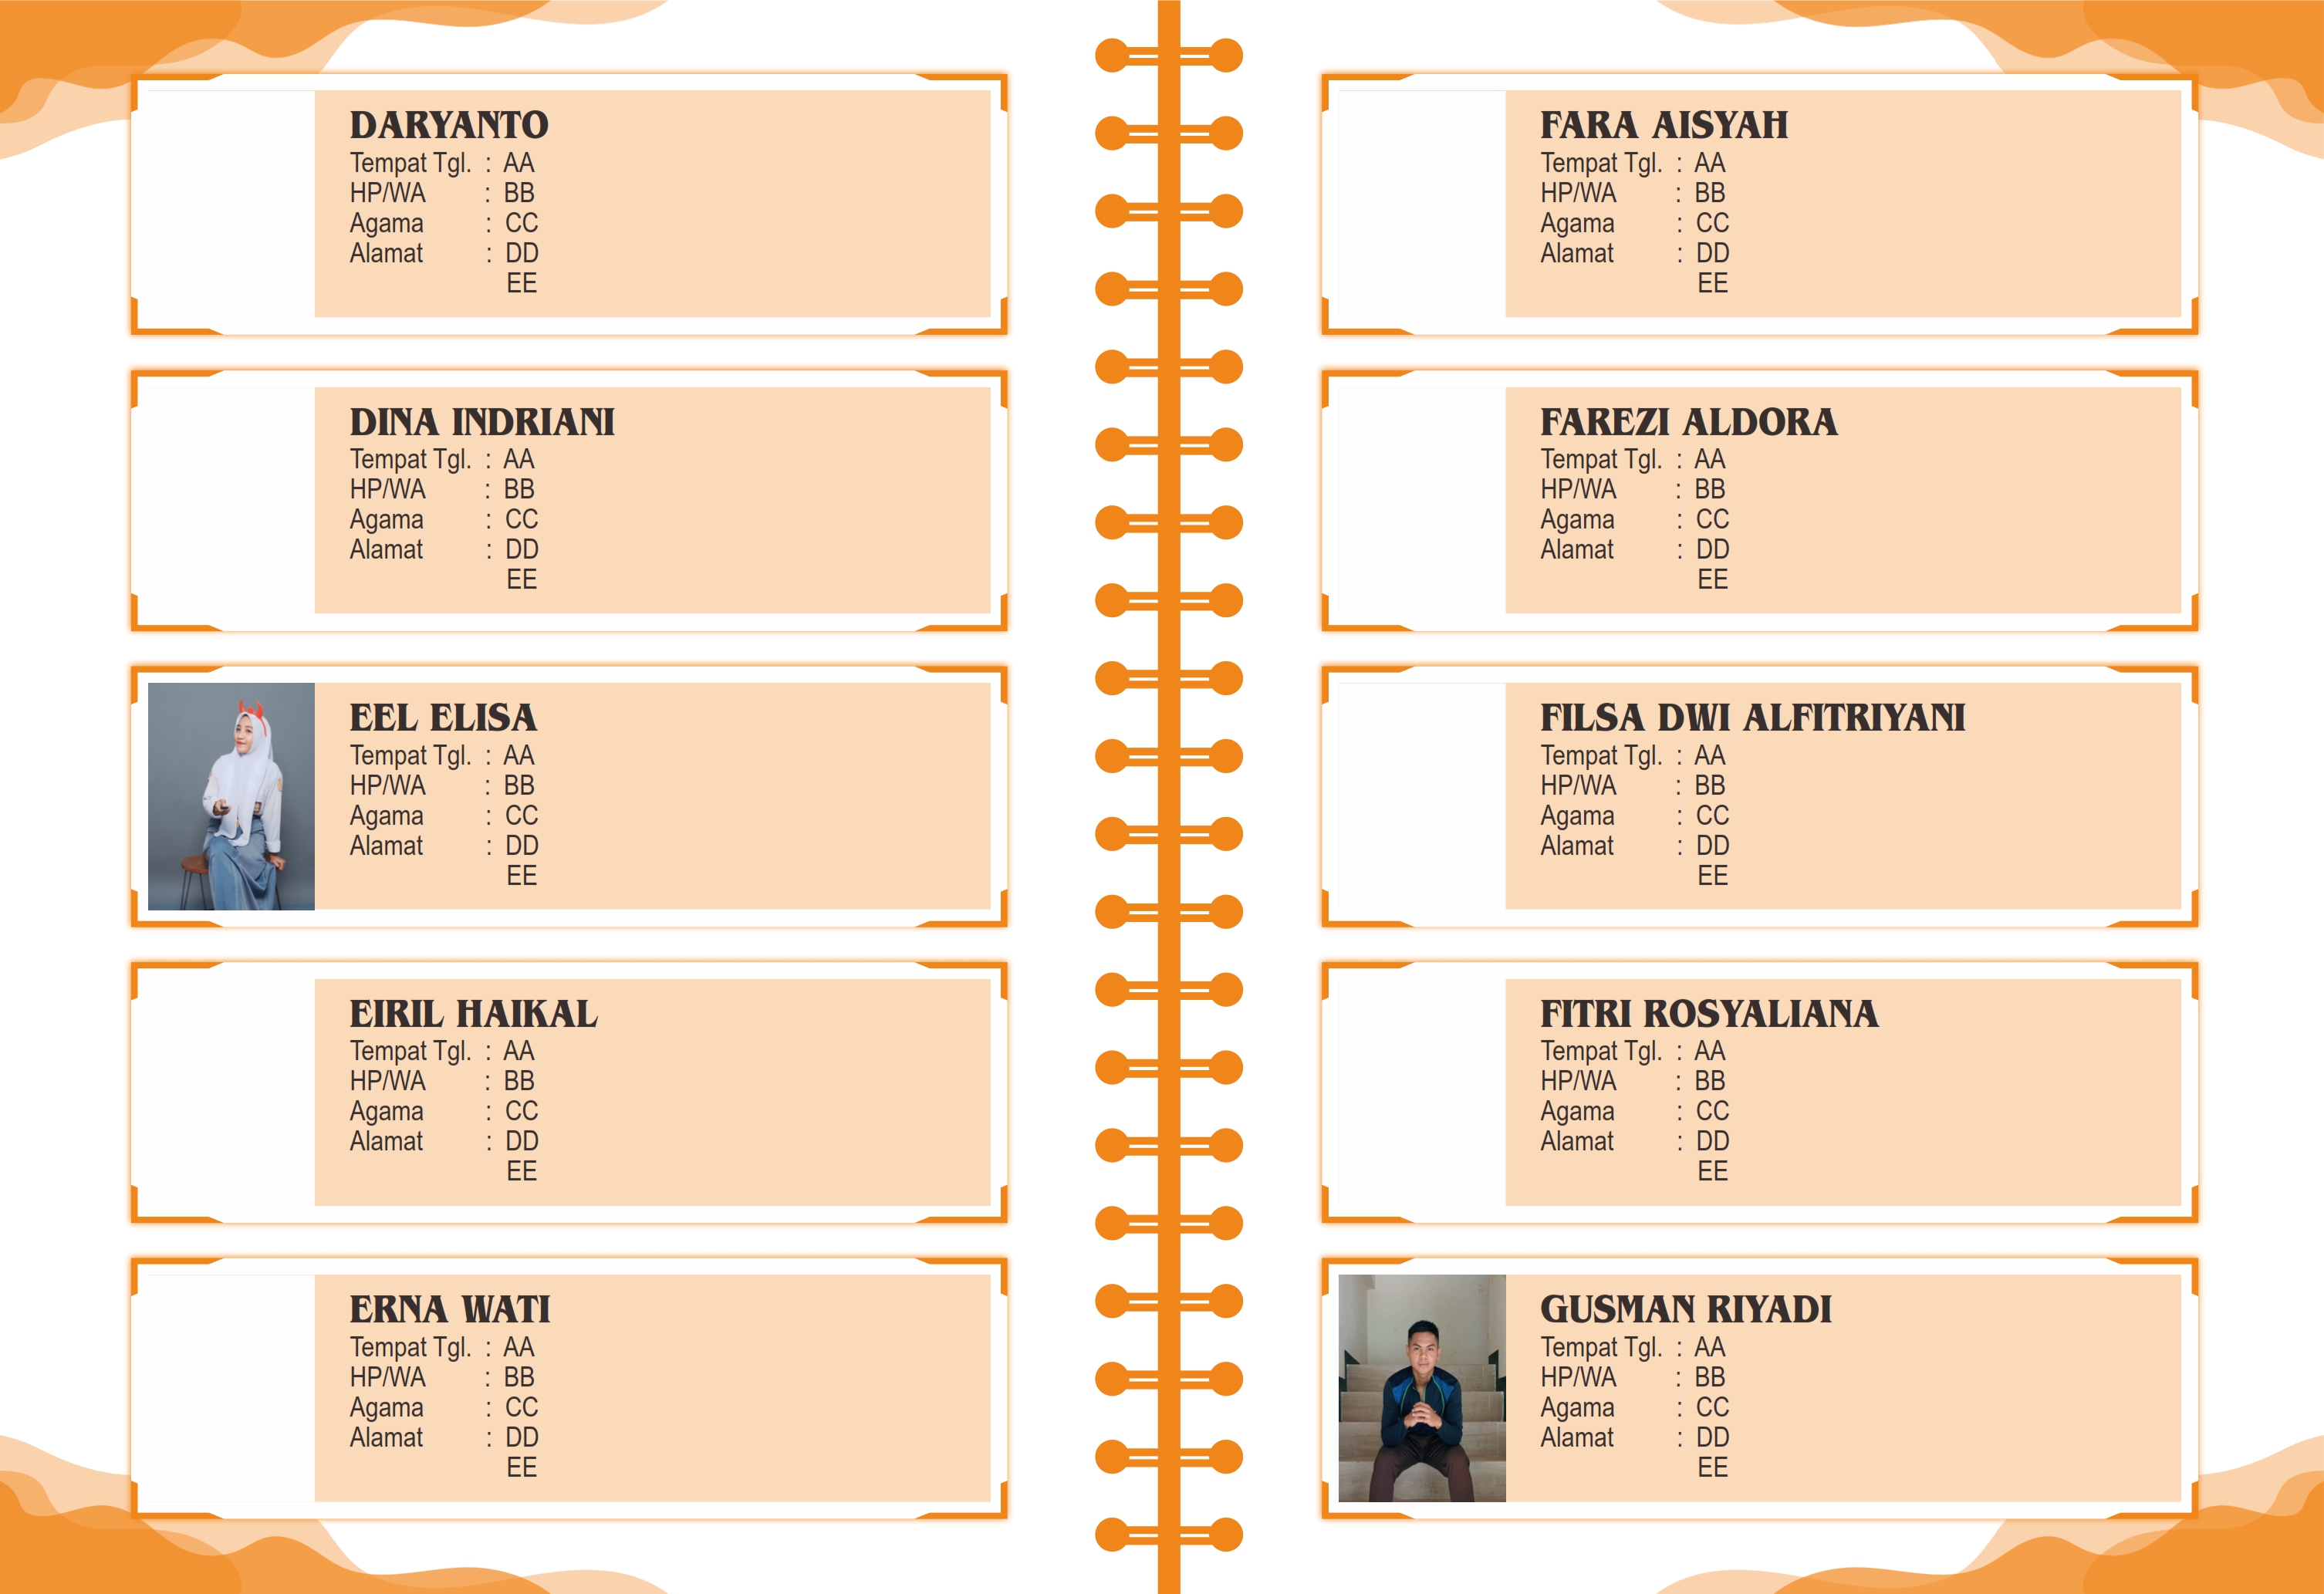 DARYANTO
Tempat Tgl. : AA
HP/WA : BB
Agama : CC
Alamat : DD
EE
DINA INDRIANI
Tempat Tgl. : AA
HP/WA : BB
Agama : CC
Alamat : DD
EE
EEL ELISA
Tempat Tgl. : AA
HP/WA : BB
Agama : CC
Alamat : DD
EE
EIRIL HAIKAL
Tempat Tgl. : AA
HP/WA : BB
Agama : CC
Alamat : DD
EE
ERNA WATI
Tempat Tgl. : AA
HP/WA : BB
Agama : CC
Alamat : DD
EE
FARA AISYAH
Tempat Tgl. : AA
HP/WA : BB
Agama : CC
Alamat : DD
EE
FAREZI ALDORA
Tempat Tgl. : AA
HP/WA : BB
Agama : CC
Alamat : DD
EE
FILSA DWI ALFITRIYANI
Tempat Tgl. : AA
HP/WA : BB
Agama : CC
Alamat : DD
EE
FITRI ROSYALIANA
Tempat Tgl. : AA
HP/WA : BB
Agama : CC
Alamat : DD
EE
GUSMAN RIYADI
Tempat Tgl. : AA
HP/WA : BB
Agama : CC
Alamat : DD
EE